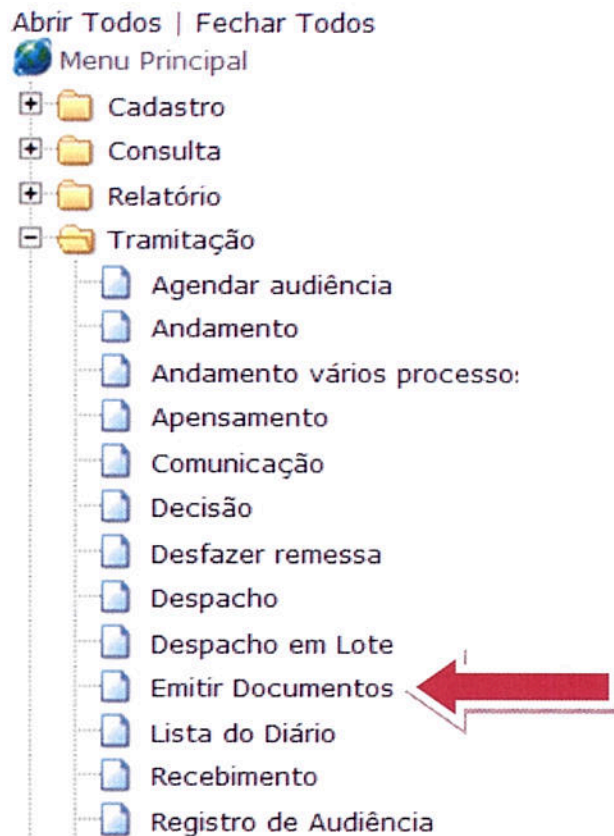 Abrir Todos | Fechar Todos
Menu Principal
Cadastro
Consulta
Relatório
Tramitação
Agendar audiência
Andamento
Andamento vários processo:
Apensamento
Comunicação
Decisão
Desfazer remessa
Despacho
Despacho em Lote
Emitir Documentos
Lista do Diário
Recebimento
Registro de Audiência